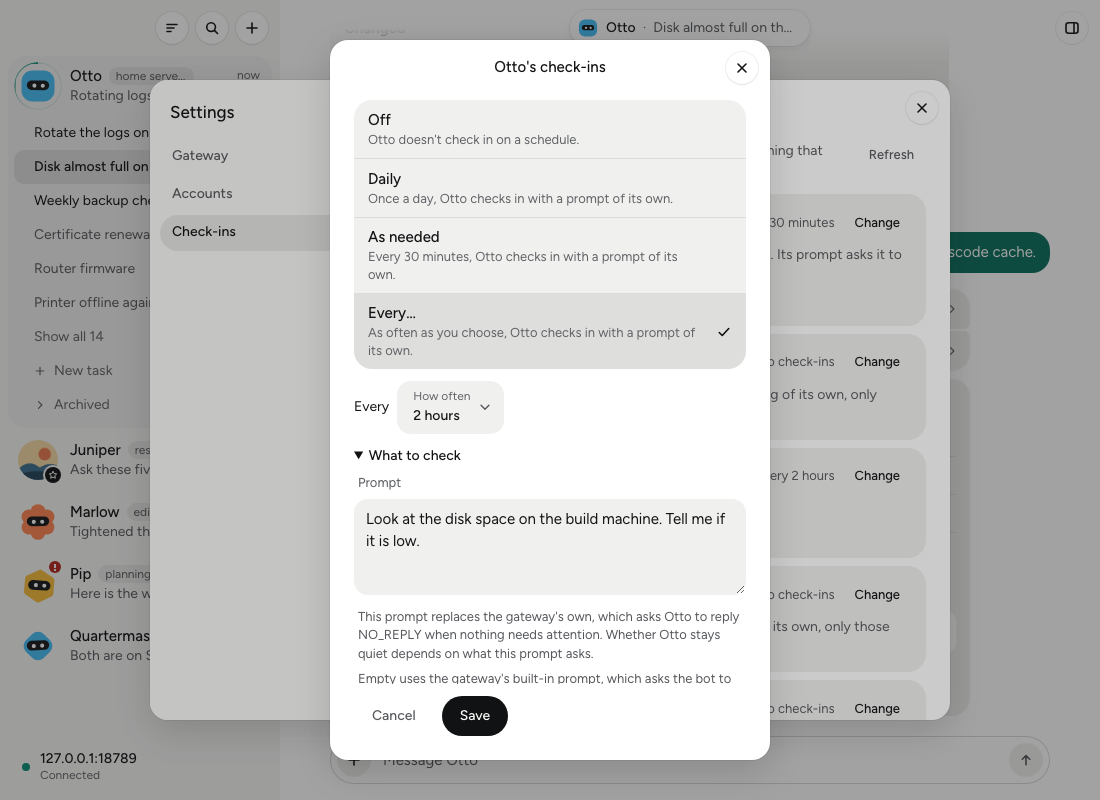 Otto · Disk almost full on th...
Otto home serve... now
Rotating logs
Rotate the logs on
Disk almost full on
Weekly backup che
Certificate renewa
Router firmware
Printer offline again
Show all 14
New task
Archived
Juniper res
Ask these five
Marlow edi
Tightened th
Pip planning
Here is the w
Quartermas
Both are on S
127.0.0.1:18789
Connected
Settings
Gateway
Accounts
Check-ins
Otto's check-ins
Off
Otto doesn't check in on a schedule.
Daily
Once a day, Otto checks in with a prompt of its own.
As needed
Every 30 minutes, Otto checks in with a prompt of its
own.
Every...
As often as you choose, Otto checks in with a prompt of
its own.
Every
How often
2 hours
What to check
Prompt
Look at the disk space on the build machine. Tell me if
it is low.
This prompt replaces the gateway's own, which asks Otto to reply
NO_REPLY when nothing needs attention. Whether Otto stays
quiet depends on what this prompt asks.
Empty uses the gateway's built-in prompt, which asks the bot to
Cancel
Save
ning that
Refresh
30 minutes Change
. Its prompt asks it to
o check-ins Change
g of its own, only
ery 2 hours Change
o check-ins Change
its own, only those
o check-ins Change
scode cache.
Message Otto